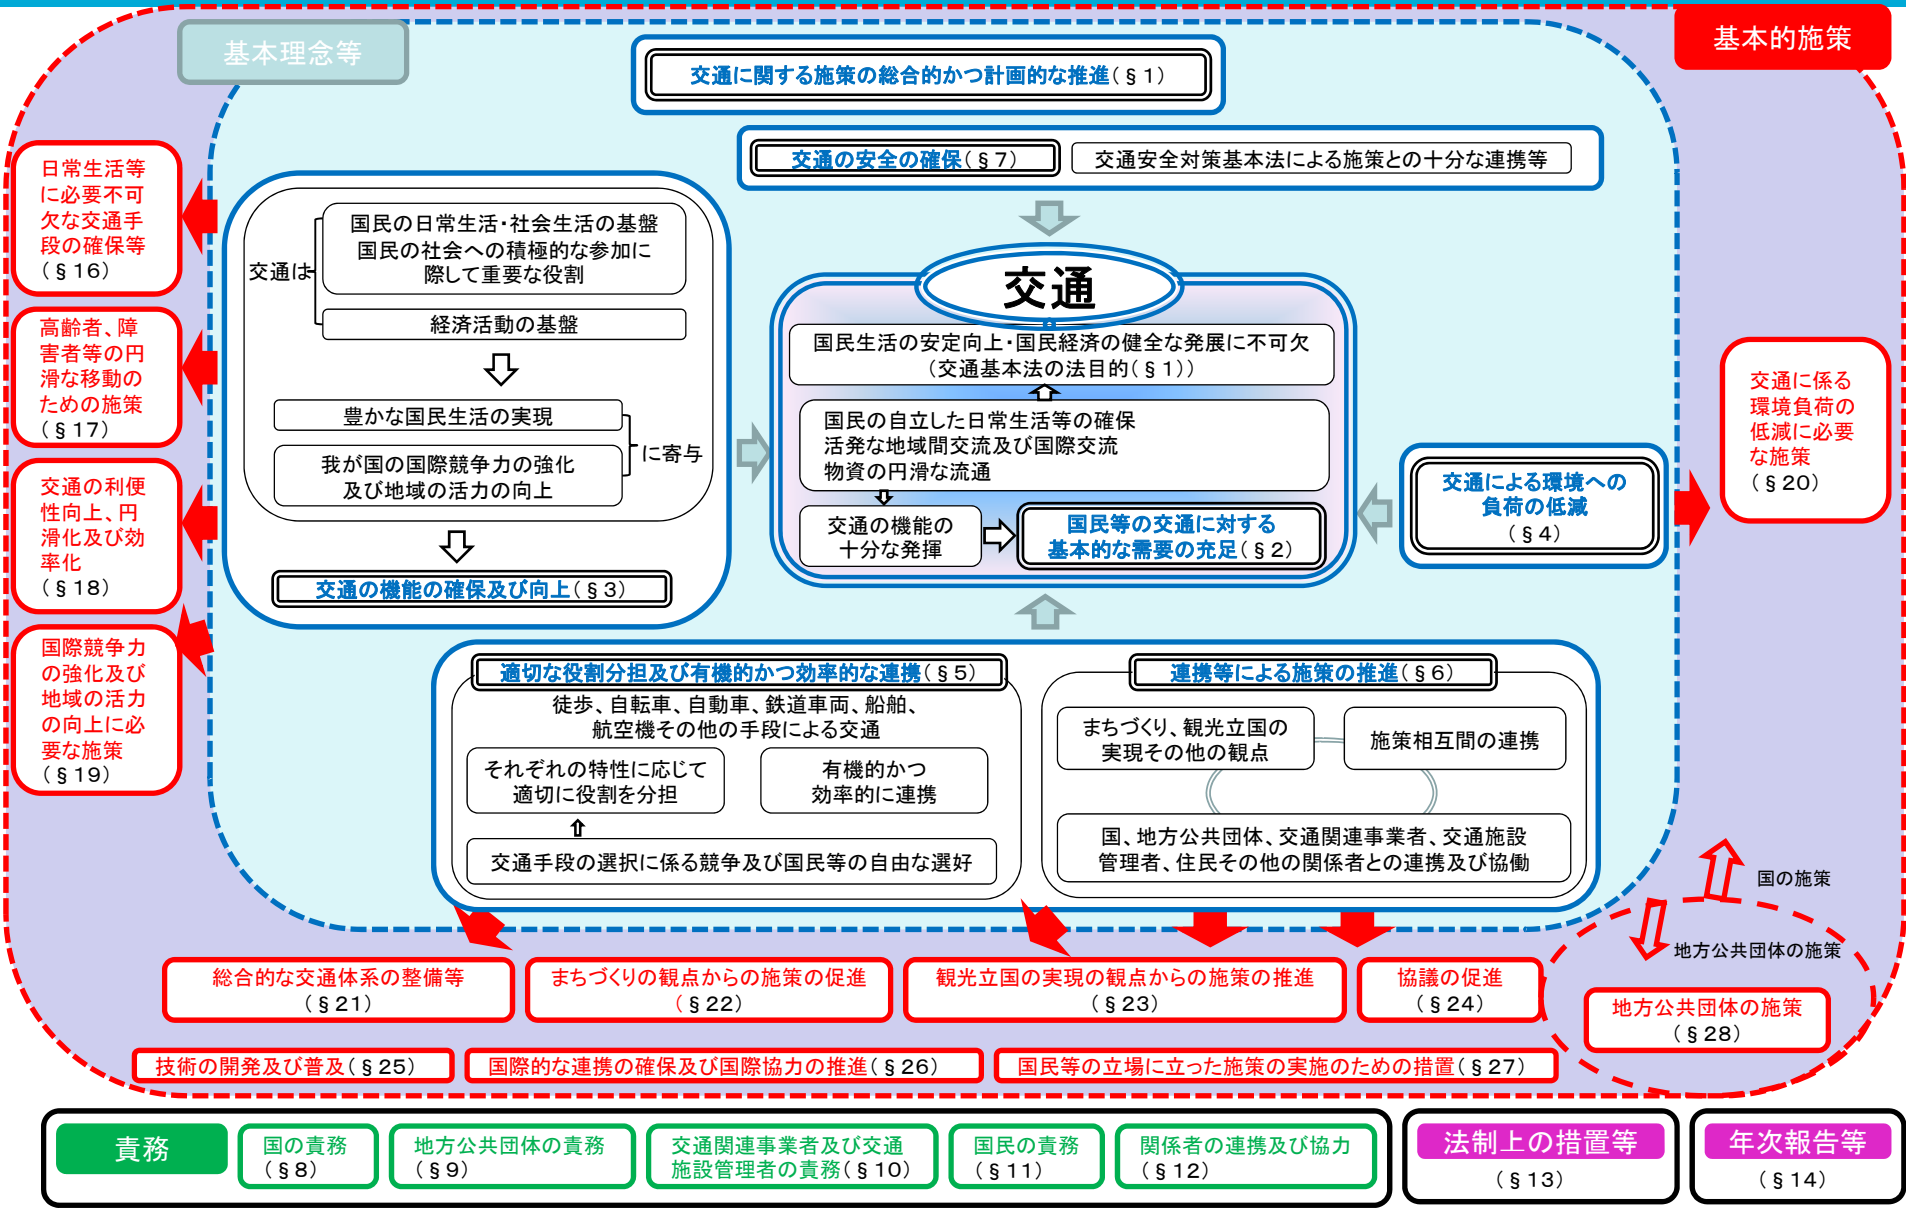 基本理念等
基本的施策
交通に関する施策の総合的かつ計画的な推進(§1)
交通の安全の確保(§7)
交通安全対策基本法による施策との十分な連携等
日常生活等
に必要不可
欠な交通手
段の確保等
(§16)
高齢者、障
害者等の円
滑な移動の
ための施策
(§17)
交通の利便
性向上、円
滑化及び効
率化
(§18)
国際競争力
の強化及び
地域の活力
の向上に必
要な施策
(§19)
交通は
国民の日常生活・社会生活の基盤
国民の社会への積極的な参加に
際して重要な役割
経済活動の基盤
豊かな国民生活の実現
我が国の国際競争力の強化
及び地域の活力の向上
に寄与
交通の機能の確保及び向上(§3)
交通
国民生活の安定向上・国民経済の健全な発展に不可欠
(交通基本法の法目的(§1))
国民の自立した日常生活等の確保
活発な地域間交流及び国際交流
物資の円滑な流通
交通の機能の
十分な発揮
国民等の交通に対する
基本的な需要の充足(§2)
交通による環境への
負荷の低減
(§4)
交通に係る
環境負荷の
低減に必要
な施策
(§20)
適切な役割分担及び有機的かつ効率的な連携(§5)
徒歩、自転車、自動車、鉄道車両、船舶、
航空機その他の手段による交通
それぞれの特性に応じて
適切に役割を分担
有機的かつ
効率的に連携
交通手段の選択に係る競争及び国民等の自由な選好
連携等による施策の推進(§6)
まちづくり、観光立国の
実現その他の観点
施策相互間の連携
国、地方公共団体、交通関連事業者、交通施設
管理者、住民その他の関係者との連携及び協働
国の施策
地方公共団体の施策
総合的な交通体系の整備等
(§21)
まちづくりの観点からの施策の促進
(§22)
観光立国の実現の観点からの施策の推進
(§23)
協議の促進
(§24)
地方公共団体の施策
(§28)
技術の開発及び普及(§25)
国際的な連携の確保及び国際協力の推進(§26)
国民等の立場に立った施策の実施のための措置(§27)
責務
国の責務
(§8)
地方公共団体の責務
(§9)
交通関連事業者及び交通
施設管理者の責務(§10)
国民の責務
(§11)
関係者の連携及び協力
(§12)
法制上の措置等
(§13)
年次報告等
(§14)